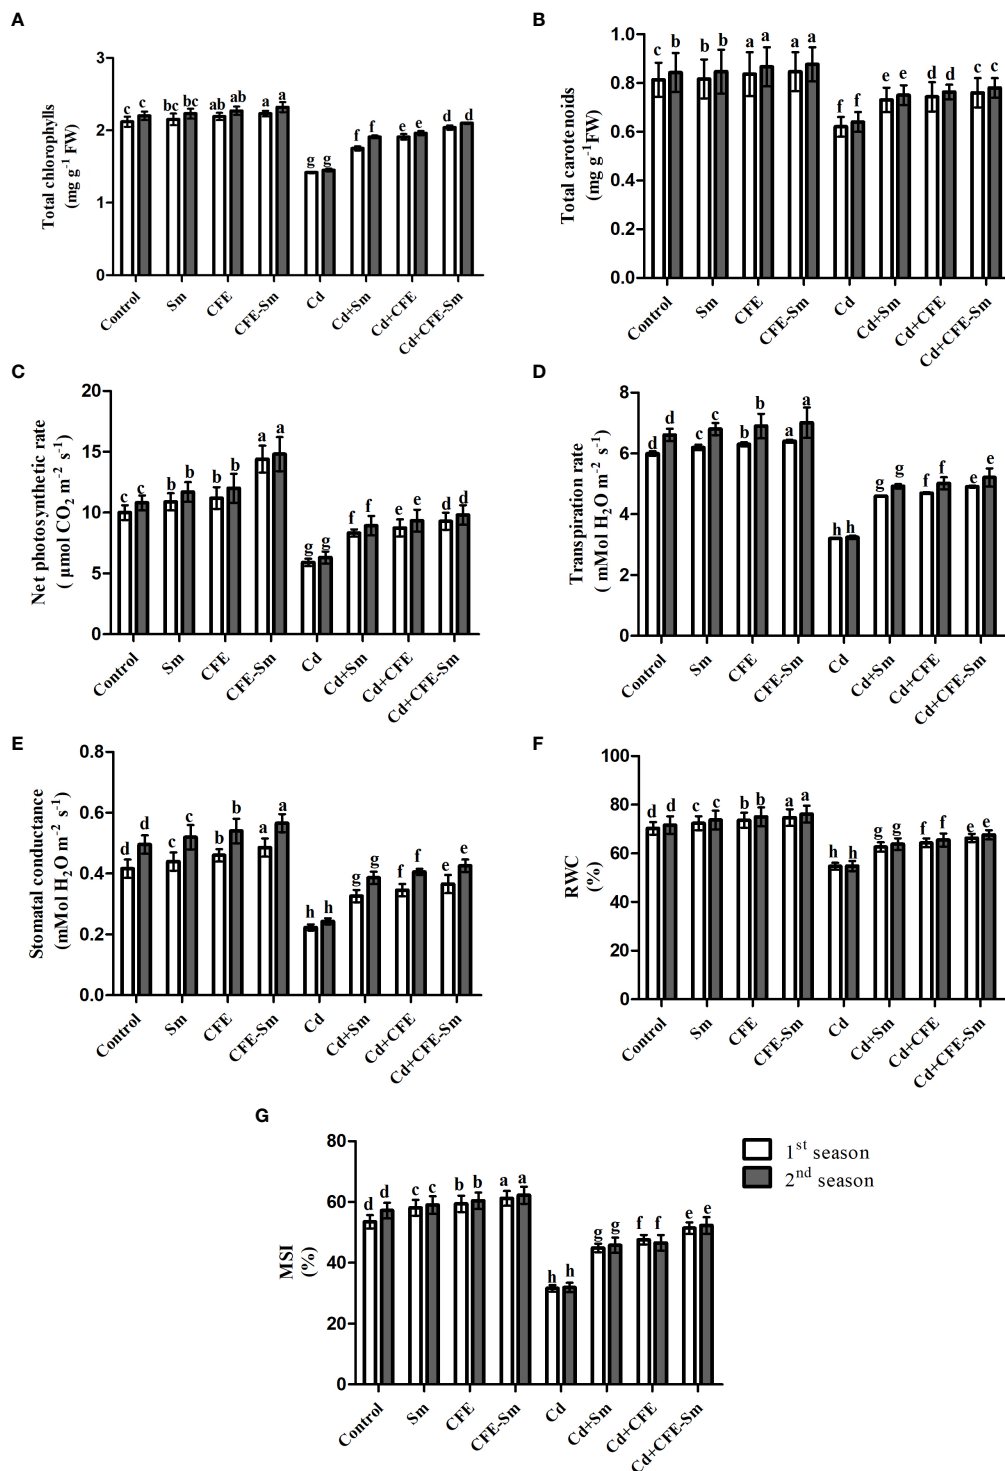 A
Total chlorophylls
(mg g⁻¹ FW)
3
2
1
0
c c bc bc ab ab a a g g f f e e d d
Control Sm CFE CFE-Sm Cd Cd+Sm Cd+CFE Cd+CFE-Sm
B
Total carotenoids
(mg g⁻¹FW)
1.0
0.8
0.6
0.4
0.2
0.0
c b b b a a a a f f e e d d c c
Control Sm CFE CFE-Sm Cd Cd+Sm Cd+CFE Cd+CFE-Sm
C
Net photosynthetic rate
( µmol CO₂ m⁻² s⁻¹)
20
15
10
5
0
c c b b b b a a g g f f e e d d
Control Sm CFE CFE-Sm Cd Cd+Sm Cd+CFE Cd+CFE-Sm
D
Transpiration rate
( mMol H₂O m⁻² s⁻¹)
8
6
4
2
0
d d c c b b a a h h g g f f e e
Control Sm CFE CFE-Sm Cd Cd+Sm Cd+CFE Cd+CFE-Sm
E
Stomatal conductance
(mMol H₂O m⁻² s⁻¹)
0.8
0.6
0.4
0.2
0.0
d d c c b b a a h h g g f f e e
Control Sm CFE CFE-Sm Cd Cd+Sm Cd+CFE Cd+CFE-Sm
F
RWC
(%)
100
80
60
40
20
0
d d c c b b a a h h g g f f e e
Control Sm CFE CFE-Sm Cd Cd+Sm Cd+CFE Cd+CFE-Sm
G
MSI
(%)
80
60
40
20
0
d d c c b b a a h h g g f f e e
Control Sm CFE CFE-Sm Cd Cd+Sm Cd+CFE Cd+CFE-Sm
1st season
2nd season